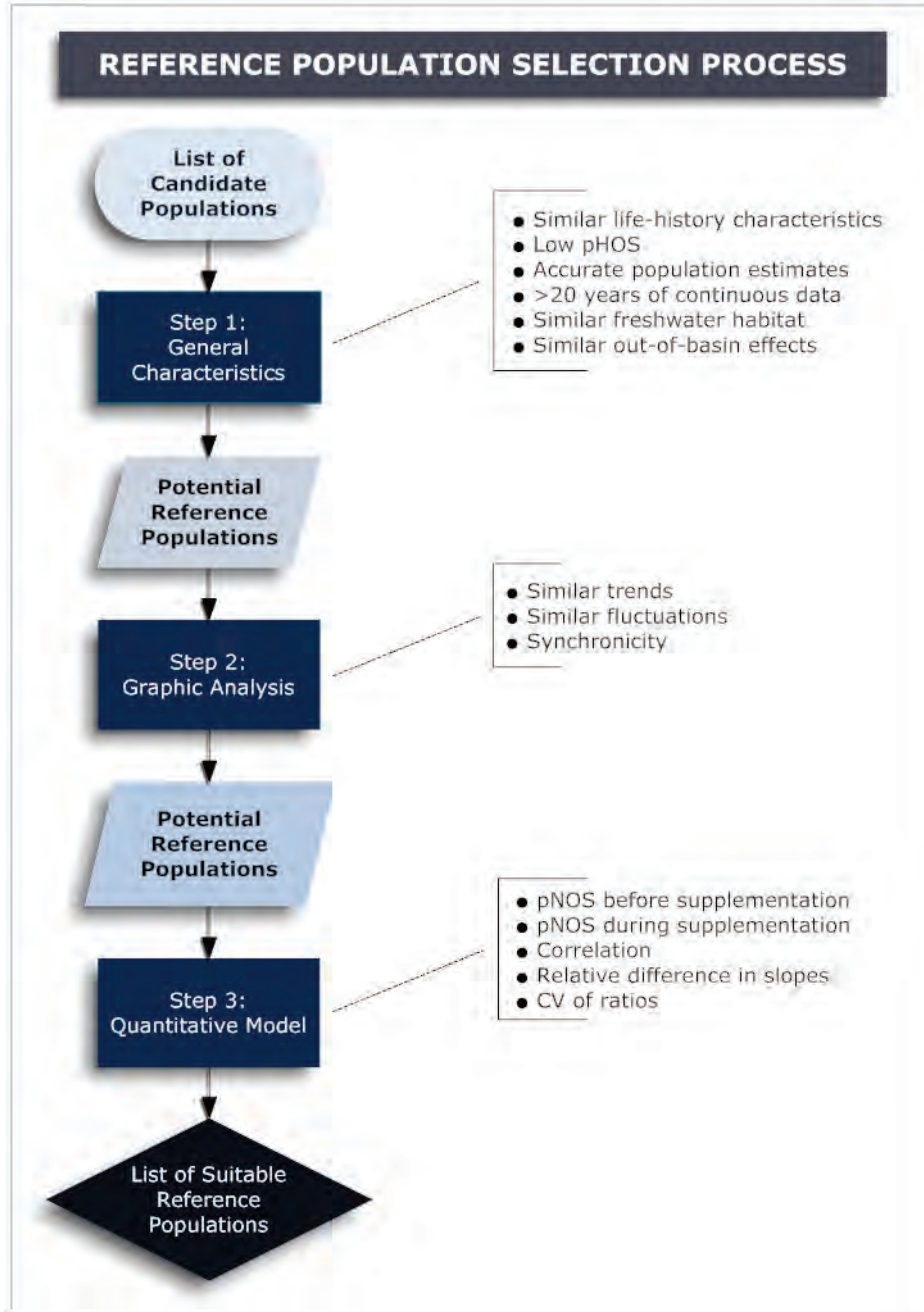 REFERENCE POPULATION SELECTION PROCESS
List of
Candidate
Populations
Step 1:
General
Characteristics
● Similar life-history characteristics
● Low pHOS
● Accurate population estimates
● >20 years of continuous data
● Similar freshwater habitat
● Similar out-of-basin effects
Potential
Reference
Populations
Step 2:
Graphic Analysis
● Similar trends
● Similar fluctuations
● Synchronicity
Potential
Reference
Populations
Step 3:
Quantitative Model
● pNOS before supplementation
● pNOS during supplementation
● Correlation
● Relative difference in slopes
● CV of ratios
List of Suitable
Reference
Populations